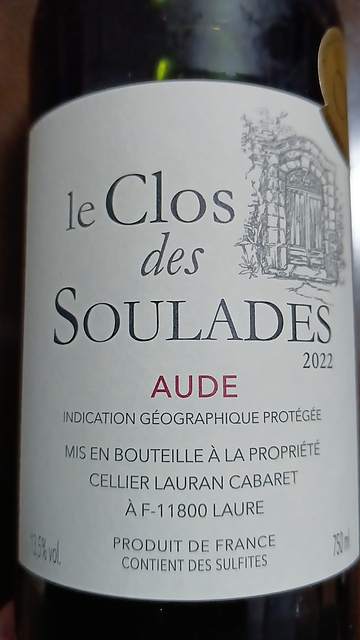 le Clos
des
SOULADES
2022
AUDE
INDICATION GÉOGRAPHIQUE PROTÉGÉE
MIS EN BOUTEILLE À LA PROPRIÉTÉ
CELLIER LAURAN CABARET
À F-11800 LAURE
13,5% vol.
PRODUIT DE FRANCE
CONTIENT DES SULFITES
750 ml